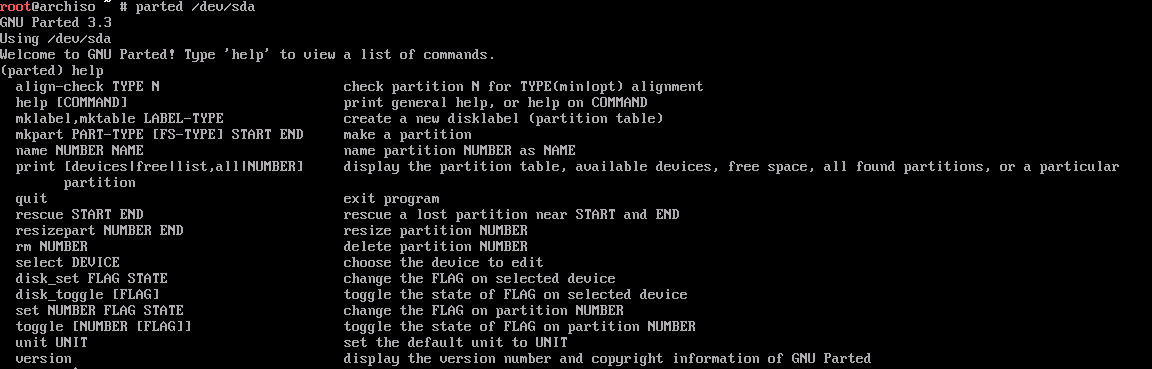 root@archiso ~ # parted /dev/sda
GNU Parted 3.3
Using /dev/sda
Welcome to GNU Parted! Type 'help' to view a list of commands.
(parted) help
  align-check TYPE N                       check partition N for TYPE(min|opt) alignment
  help [COMMAND]                           print general help, or help on COMMAND
  mklabel,mktable LABEL-TYPE               create a new disklabel (partition table)
  mkpart PART-TYPE [FS-TYPE] START END     make a partition
  name NUMBER NAME                         name partition NUMBER as NAME
  print [devices|free|list,all|NUMBER]     display the partition table, available devices, free space, all found partitions, or a particular
        partition
  quit                                     exit program
  rescue START END                         rescue a lost partition near START and END
  resizepart NUMBER END                    resize partition NUMBER
  rm NUMBER                                delete partition NUMBER
  select DEVICE                            choose the device to edit
  disk_set FLAG STATE                      change the FLAG on selected device
  disk_toggle [FLAG]                       toggle the state of FLAG on selected device
  set NUMBER FLAG STATE                    change the FLAG on partition NUMBER
  toggle [NUMBER [FLAG]]                   toggle the state of FLAG on partition NUMBER
  unit UNIT                                set the default unit to UNIT
  version                                  display the version number and copyright information of GNU Parted